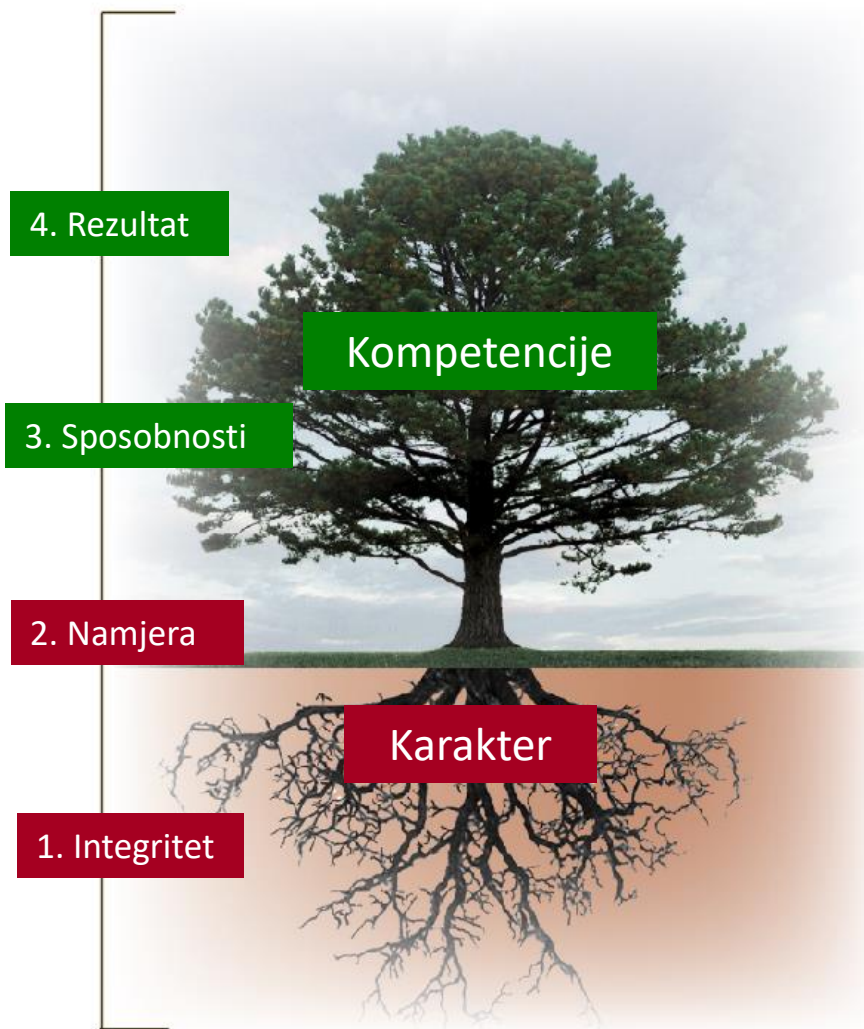 4. Rezultat
Kompetencije
3. Sposobnosti
2. Namjera
Karakter
1. Integritet